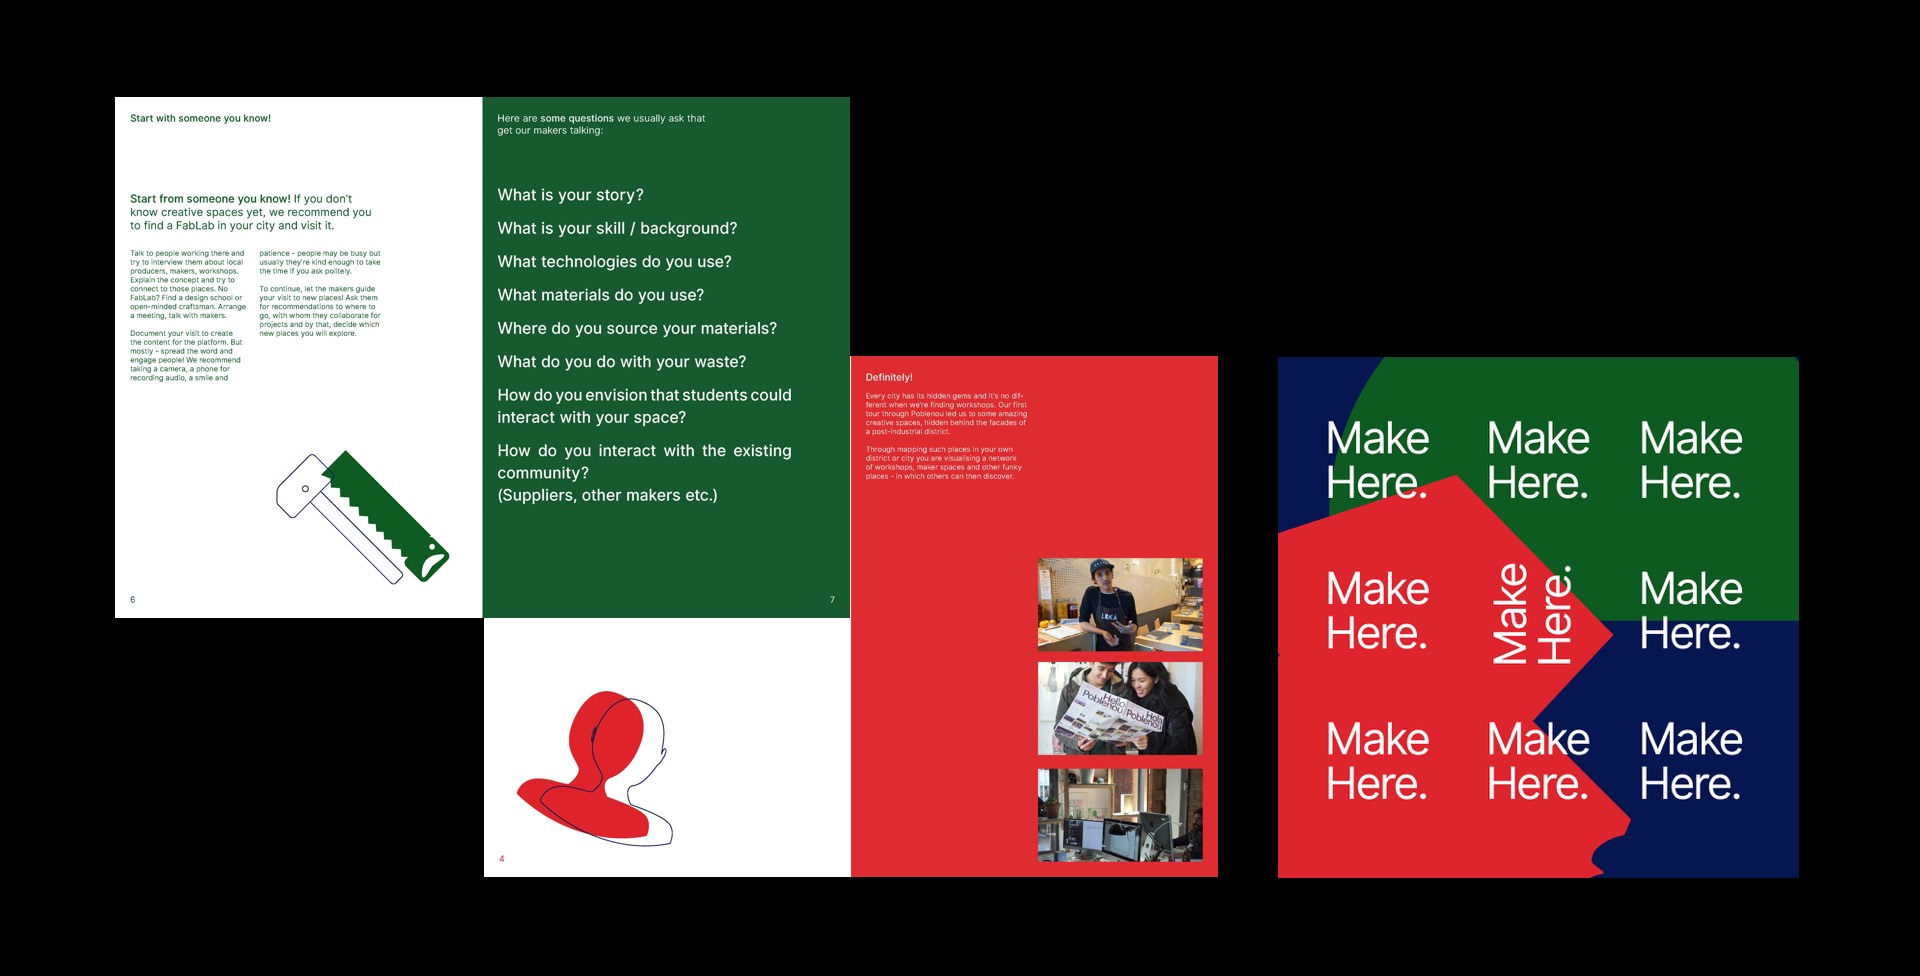 Start with someone you know!
Start from someone you know! If you don't
know creative spaces yet, we recommend you
to find a FabLab in your city and visit it.
Talk to people working there and
try to interview them about local
producers, makers, workshops.
Explain the concept and try to
connect to those places. No
FabLab? Find a design school or
open-minded craftsman. Arrange
a meeting, talk with makers.
Document your visit to create
the content for the platform. But
mostly - spread the word and
engage people! We recommend
taking a camera, a phone for
recording audio, a smile and
patience - people may be busy but
usually they're kind enough to take
the time if you ask politely.
To continue, let the makers guide
your visit to new places! Ask them
for recommendations to where to
go, with whom they collaborate for
projects and by that, decide which
new places you will explore.
6
Here are some questions we usually ask that
get our makers talking:
What is your story?
What is your skill / background?
What technologies do you use?
What materials do you use?
Where do you source your materials?
What do you do with your waste?
How do you envision that students could
interact with your space?
How do you interact with the existing
community?
(Suppliers, other makers etc.)
7
4
Definitely!
Every city has its hidden gems and it's no dif-
ferent when we're finding workshops. Our first
tour through Poblenou led us to some amazing
creative spaces, hidden behind the facades of
a post-industrial district.
Through mapping such places in your own
district or city you are visualising a network
of workshops, maker spaces and other funky
places - in which others can then discover.
LEKA
Hello
Poblenou
Hola
Poblenou
Make
Here.
Make
Here.
Make
Here.
Make
Here.
Make
Here.
Make
Here.
Make
Here.
Make
Here.
Make
Here.